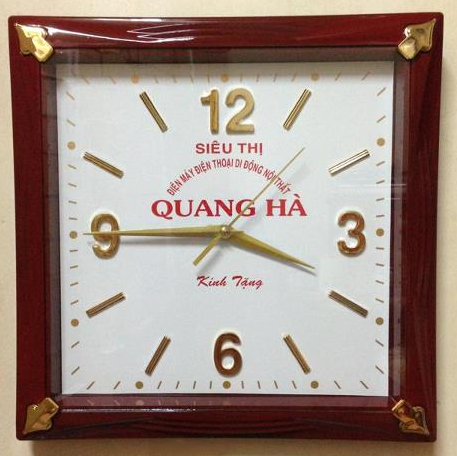 12
SIÊU THỊ
ĐIỆN MÁY ĐIỆN THOẠI DI ĐỘNG NỘI THẤT
QUANG HÀ
9
3
Kính Tặng
6